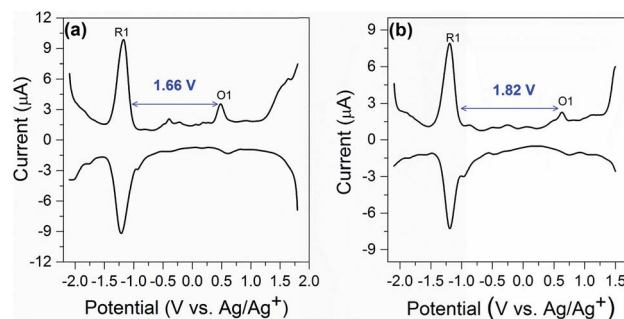 (a)
R1
1.66 V
O1
Current (μA)
12
9
6
3
0
-3
-6
-9
-12
-2.0 -1.5 -1.0 -0.5 0.0 0.5 1.0 1.5 2.0
Potential (V vs. Ag/Ag+)
(b)
R1
1.82 V
O1
Current (μA)
9
6
3
0
-3
-6
-9
-2.0 -1.5 -1.0 -0.5 0.0 0.5 1.0 1.5
Potential (V vs. Ag/Ag+)